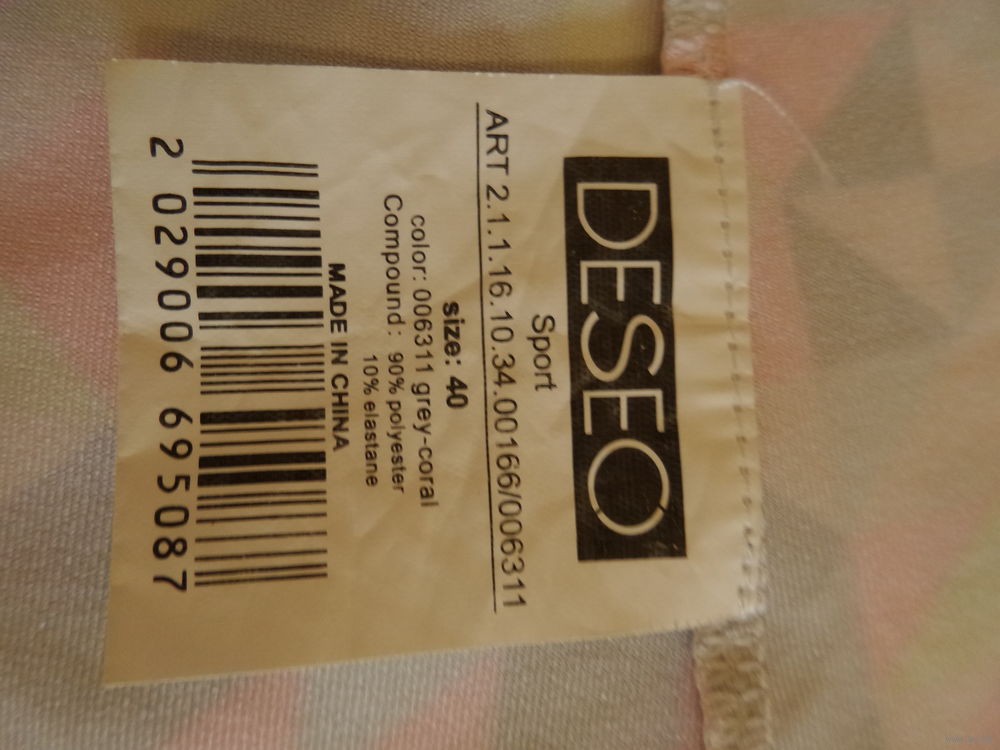 DESEO
Sport
ART 2.1.1.16.10.34.00166/006311
size: 40
color: 006311 grey-coral
Compound: 90% polyester
10% elastane
MADE IN CHINA
2 029006 695087